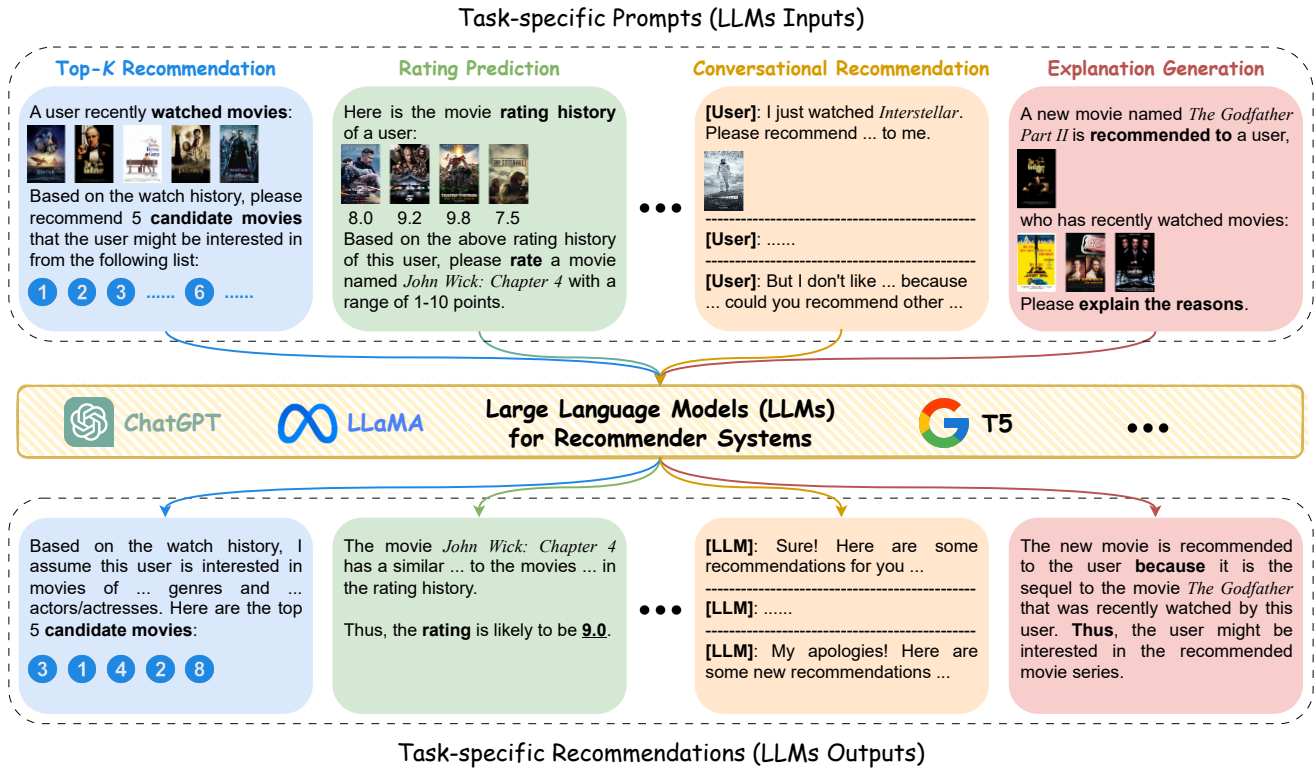 Task-specific Prompts (LLMs Inputs)
Top-K Recommendation
A user recently watched movies:
Based on the watch history, please
recommend 5 candidate movies
that the user might be interested in
from the following list:
1 2 3 ...... 6 ......
Rating Prediction
Here is the movie rating history
of a user:
8.0 9.2 9.8 7.5
Based on the above rating history
of this user, please rate a movie
named John Wick: Chapter 4 with a
range of 1-10 points.
Conversational Recommendation
[User]: I just watched Interstellar.
Please recommend ... to me.
[User]: ......
[User]: But I don't like ... because
... could you recommend other ...
Explanation Generation
A new movie named The Godfather
Part II is recommended to a user,
who has recently watched movies:
Please explain the reasons.
ChatGPT
LLaMA
Large Language Models (LLMs)
for Recommender Systems
T5
Based on the watch history, I
assume this user is interested in
movies of ... genres and ...
actors/actresses. Here are the top
5 candidate movies:
3 1 4 2 8
The movie John Wick: Chapter 4
has a similar ... to the movies ... in
the rating history.
Thus, the rating is likely to be 9.0.
[LLM]: Sure! Here are some
recommendations for you ...
[LLM]: ......
[LLM]: My apologies! Here are
some new recommendations ...
The new movie is recommended
to the user because it is the
sequel to the movie The Godfather
that was recently watched by this
user. Thus, the user might be
interested in the recommended
movie series.
Task-specific Recommendations (LLMs Outputs)